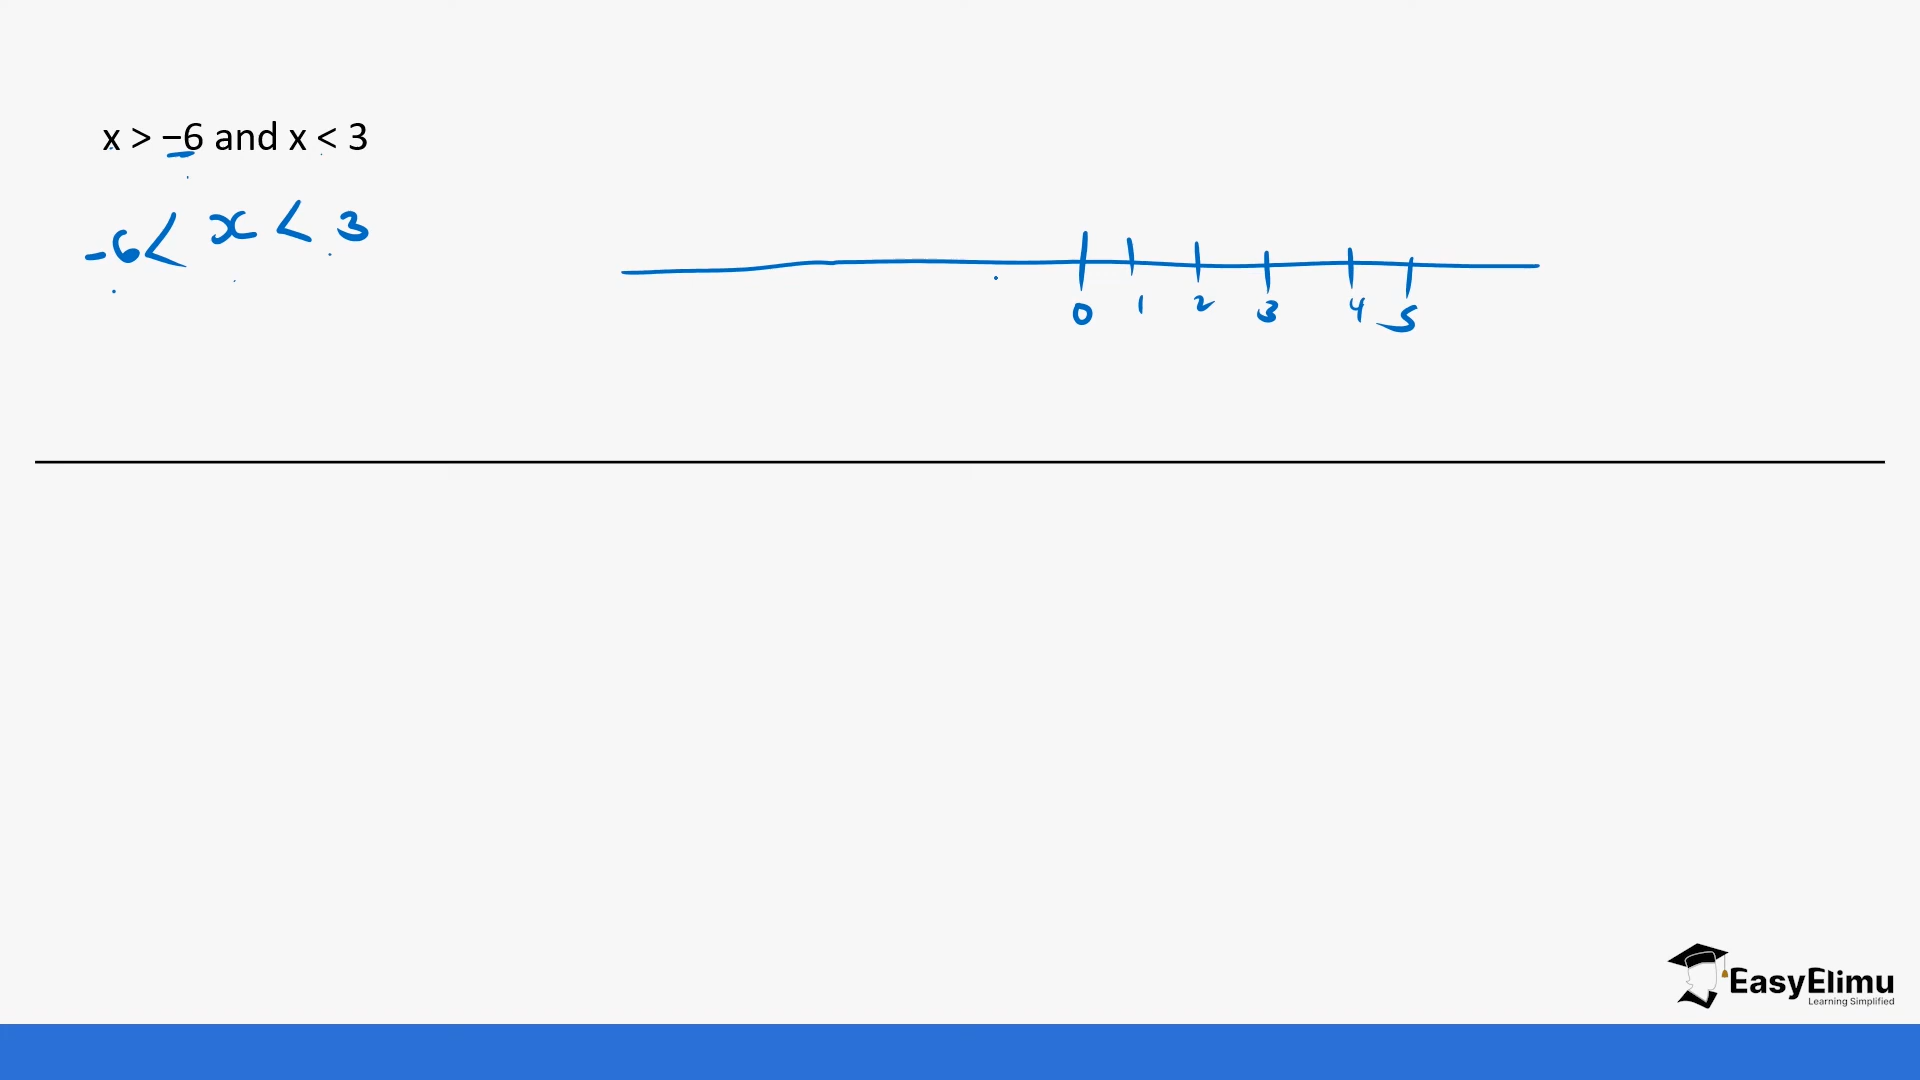 x > −6 and x < 3
-6 < x < 3
0 1 2 3 4 5
EasyElimu
Learning Simplified